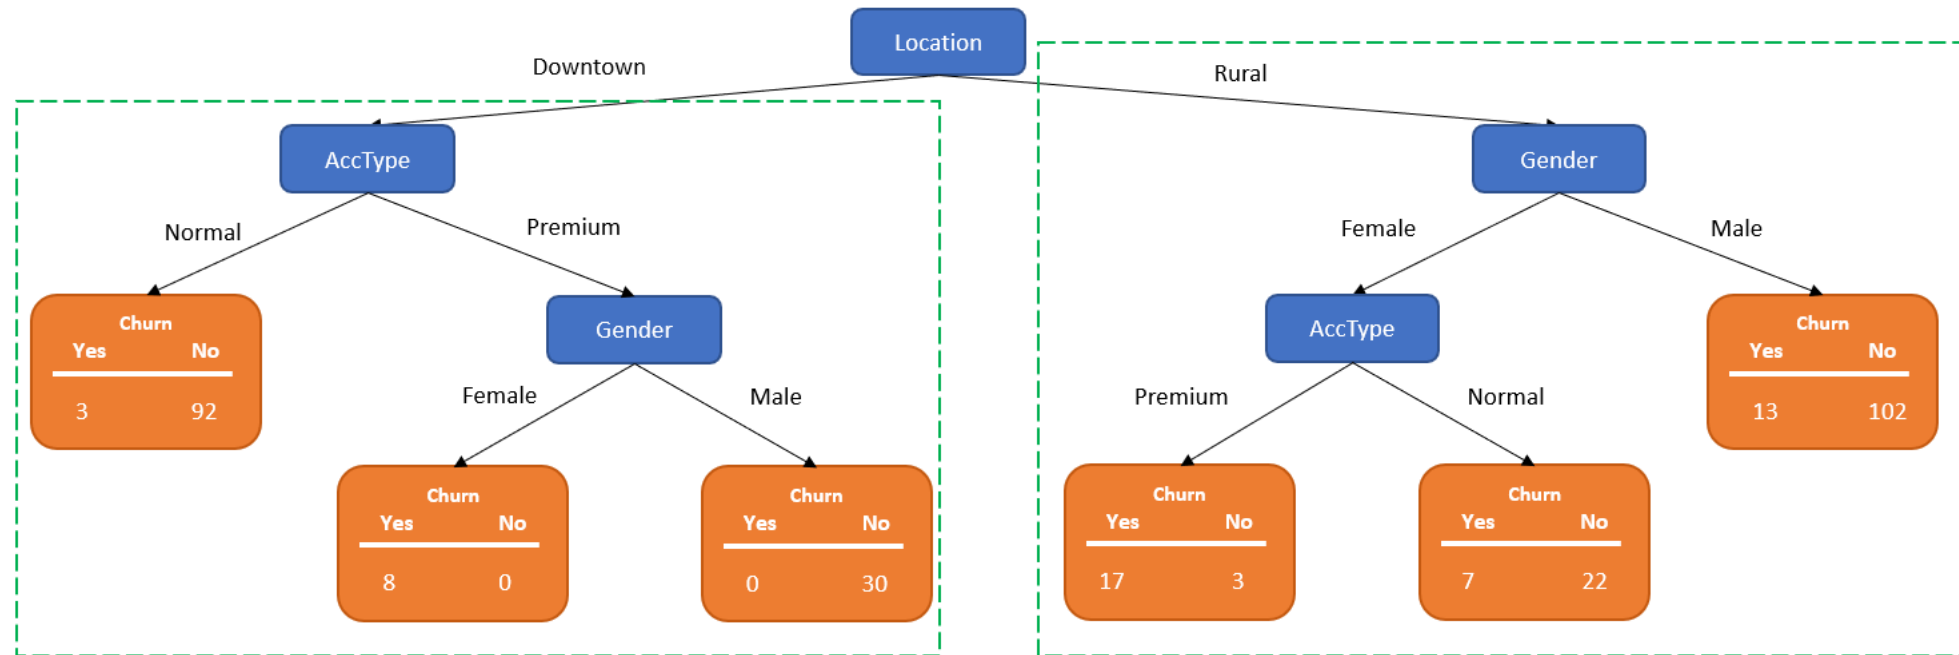 Location
Downtown
Rural
AccType
Gender
Normal
Premium
Female
Male
Churn
Yes No
3 92
Gender
AccType
Churn
Yes No
13 102
Female
Male
Premium
Normal
Churn
Yes No
8 0
Churn
Yes No
0 30
Churn
Yes No
17 3
Churn
Yes No
7 22